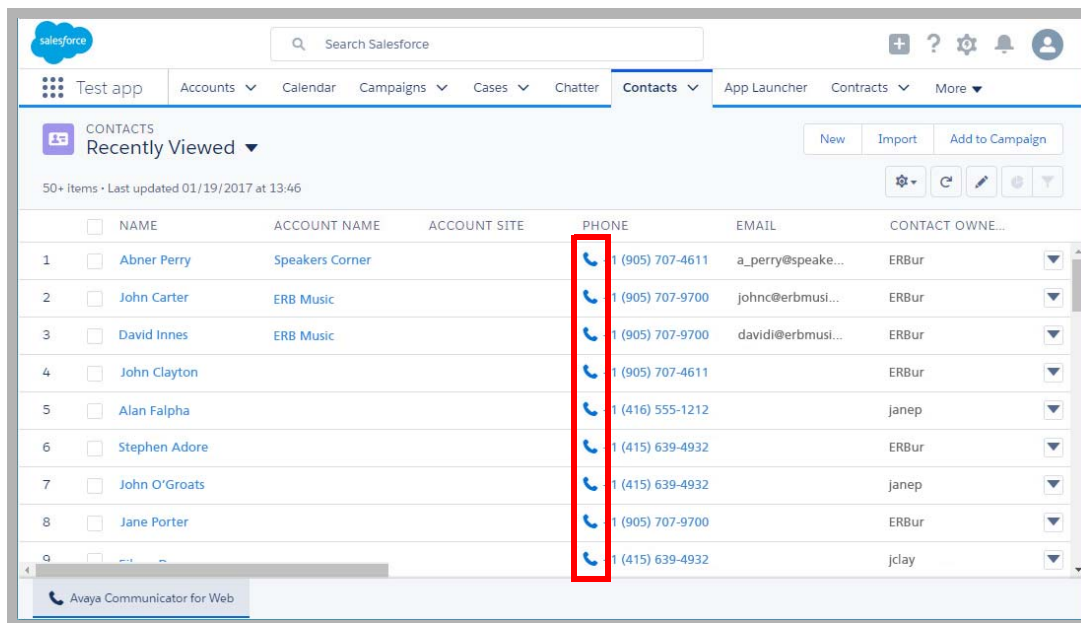 salesforce
Search Salesforce
Test app Accounts Calendar Campaigns Cases Chatter Contacts App Launcher Contracts More
CONTACTS
Recently Viewed
New Import Add to Campaign
50+ items • Last updated 01/19/2017 at 13:46
NAME ACCOUNT NAME ACCOUNT SITE PHONE EMAIL CONTACT OWNE...
1 Abner Perry Speakers Corner +1 (905) 707-4611 a_perry@speake... ERBur
2 John Carter ERB Music +1 (905) 707-9700 johnc@erbmusi... ERBur
3 David Innes ERB Music +1 (905) 707-9700 davidi@erbmusi... ERBur
4 John Clayton +1 (905) 707-4611 ERBur
5 Alan Falpha +1 (416) 555-1212 janep
6 Stephen Adore +1 (415) 639-4932 ERBur
7 John O'Groats +1 (415) 639-4932 janep
8 Jane Porter +1 (905) 707-9700 ERBur
9 +1 (415) 639-4932 jclay
Avaya Communicator for Web